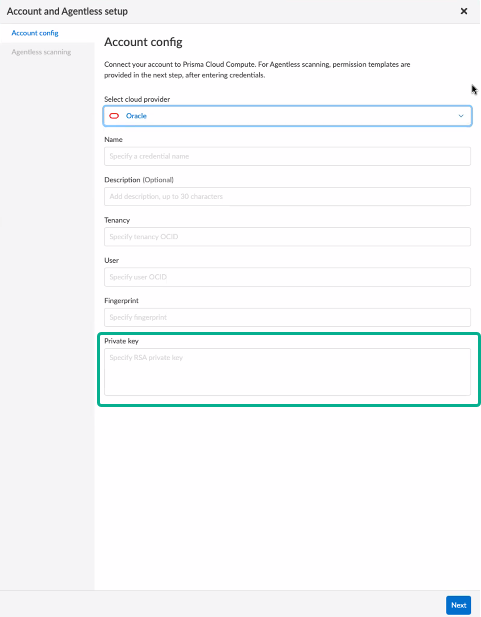 Account and Agentless setup
Account config
Agentless scanning
Account config
Connect your account to Prisma Cloud Compute. For Agentless scanning, permission templates are
provided in the next step, after entering credentials.
Select cloud provider
Oracle
Name
Specify a credential name
Description (Optional)
Add description, up to 30 characters
Tenancy
Specify tenancy OCID
User
Specify user OCID
Fingerprint
Specify fingerprint
Private key
Specify RSA private key
Next